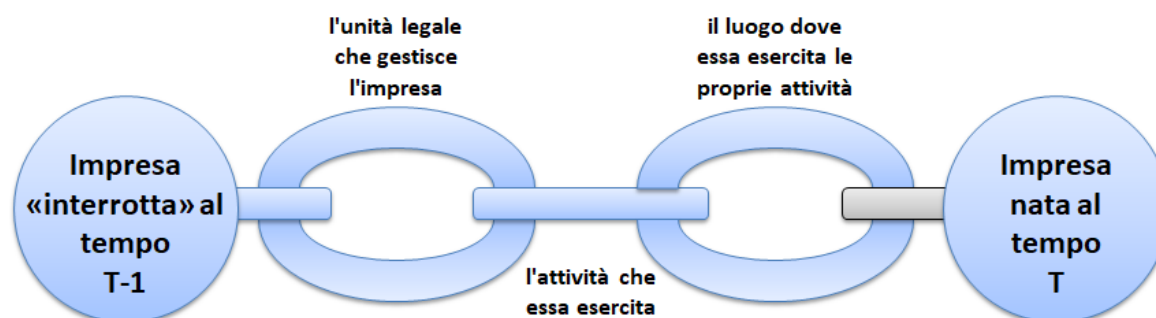 l'unità legale
che gestisce
l'impresa
il luogo dove
essa esercita le
proprie attività
Impresa
«interrotta» al
tempo
T-1
l'attività che
essa esercita
Impresa
nata al
tempo
T